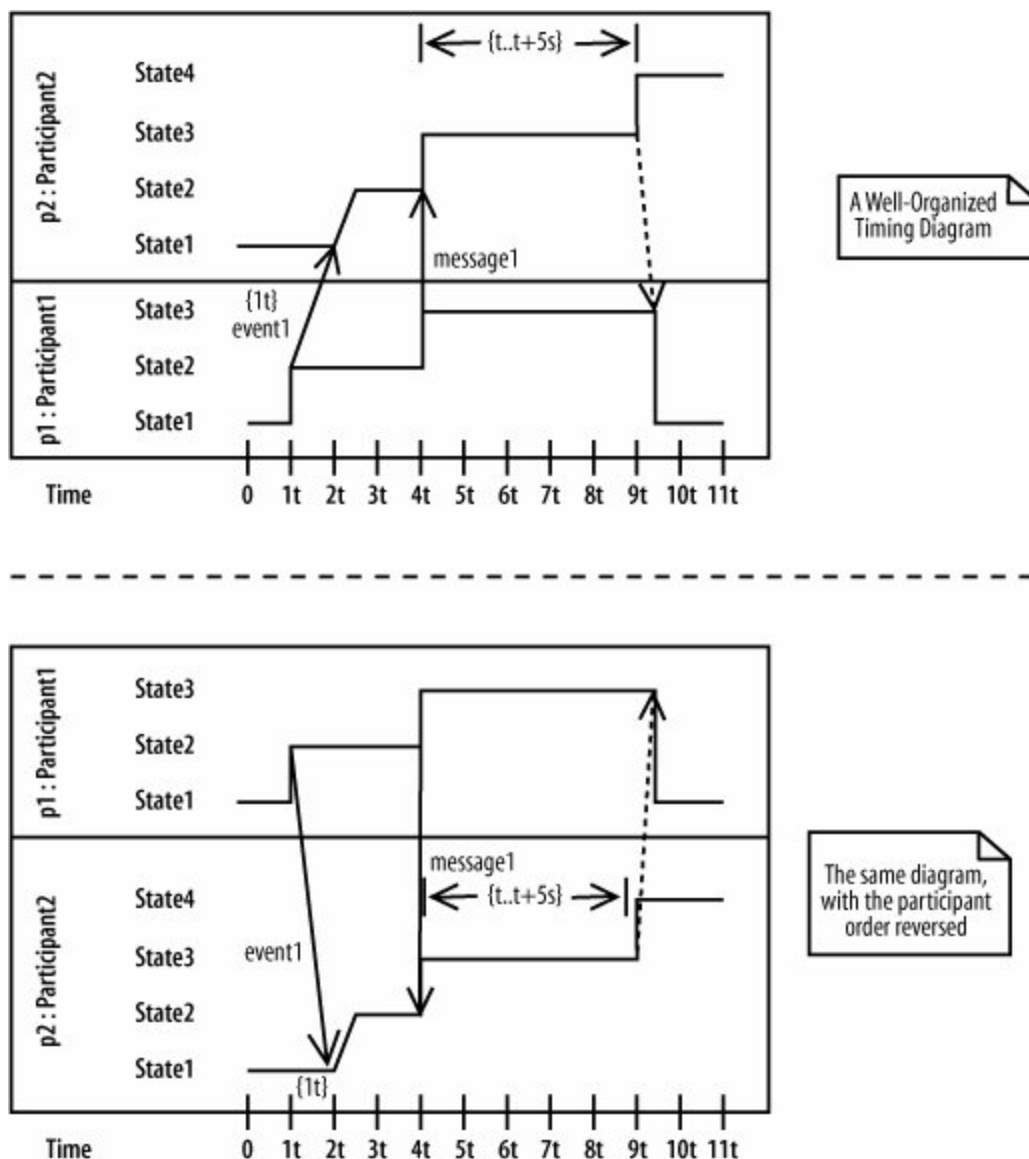 {t..t+5s}
p2 : Participant2
State4
State3
State2
State1
message1
{1t}
event1
p1 : Participant1
State3
State2
State1
Time 0 1t 2t 3t 4t 5t 6t 7t 8t 9t 10t 11t
A Well-Organized
Timing Diagram
p1 : Participant1
State3
State2
State1
p2 : Participant2
message1
{t..t+5s}
State4
State3
event1
State2
State1
{1t}
Time 0 1t 2t 3t 4t 5t 6t 7t 8t 9t 10t 11t
The same diagram,
with the participant
order reversed